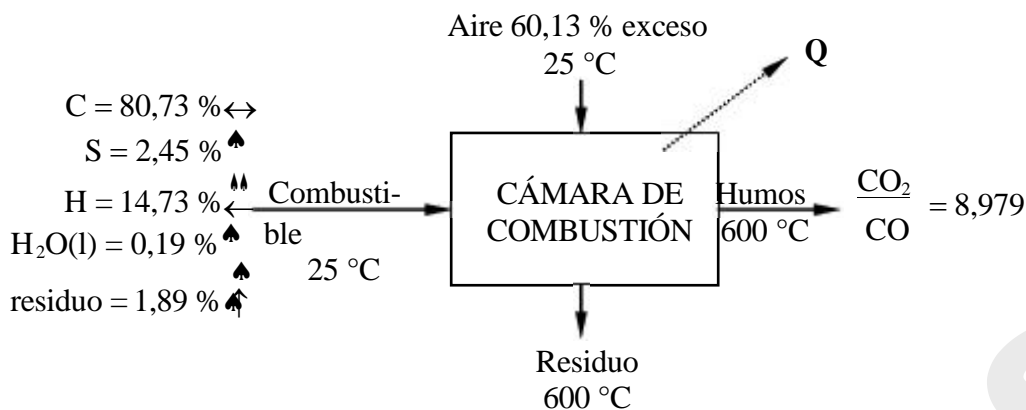 Aire 60,13 % exceso
25 °C
Q
C = 80,73 %
S = 2,45 %
H = 14,73 %
H₂O(l) = 0,19 %
residuo = 1,89 %
Combusti-
ble
25 °C
CÁMARA DE
COMBUSTIÓN
Humos
600 °C
CO₂
CO
= 8,979
Residuo
600 °C